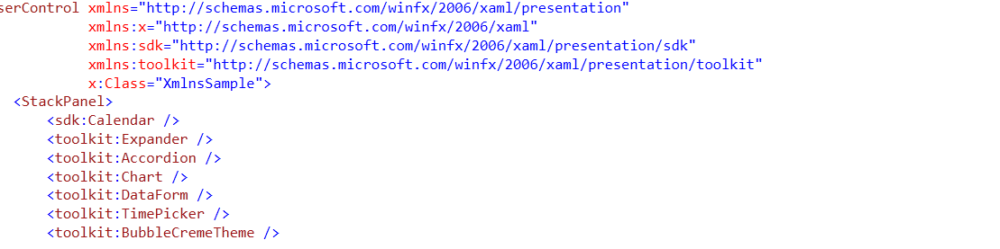 serControl xmlns="http://schemas.microsoft.com/winfx/2006/xaml/presentation"
xmlns:x="http://schemas.microsoft.com/winfx/2006/xaml"
xmlns:sdk="http://schemas.microsoft.com/winfx/2006/xaml/presentation/sdk"
xmlns:toolkit="http://schemas.microsoft.com/winfx/2006/xaml/presentation/toolkit"
x:Class="XmlnsSample">
<StackPanel>
<sdk:Calendar />
<toolkit:Expander />
<toolkit:Accordion />
<toolkit:Chart />
<toolkit:DataForm />
<toolkit:TimePicker />
<toolkit:BubbleCremeTheme />